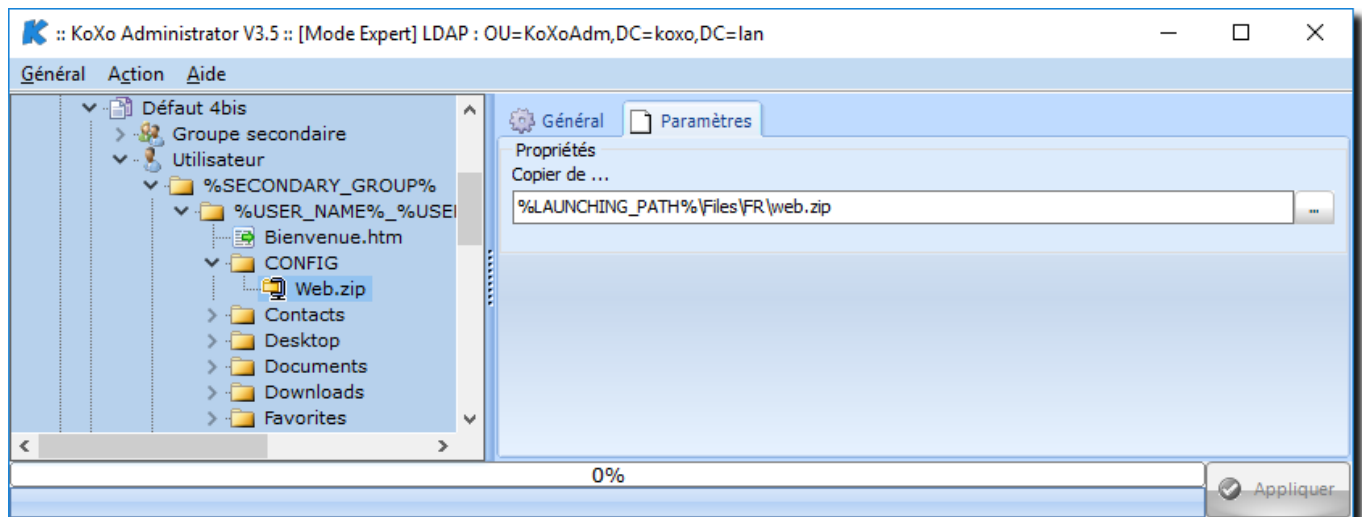 :: KoXo Administrator V3.5 :: [Mode Expert] LDAP : OU=KoXoAdm,DC=koxo,DC=lan
Général Action Aide
Défaut 4bis
Groupe secondaire
Utilisateur
%SECONDARY_GROUP%
%USER_NAME%_%USE
Bienvenue.htm
CONFIG
Web.zip
Contacts
Desktop
Documents
Downloads
Favorites
Général Paramètres
Propriétés
Copier de ...
%LAUNCHING_PATH%\Files\FR\web.zip
...
0%
Appliquer